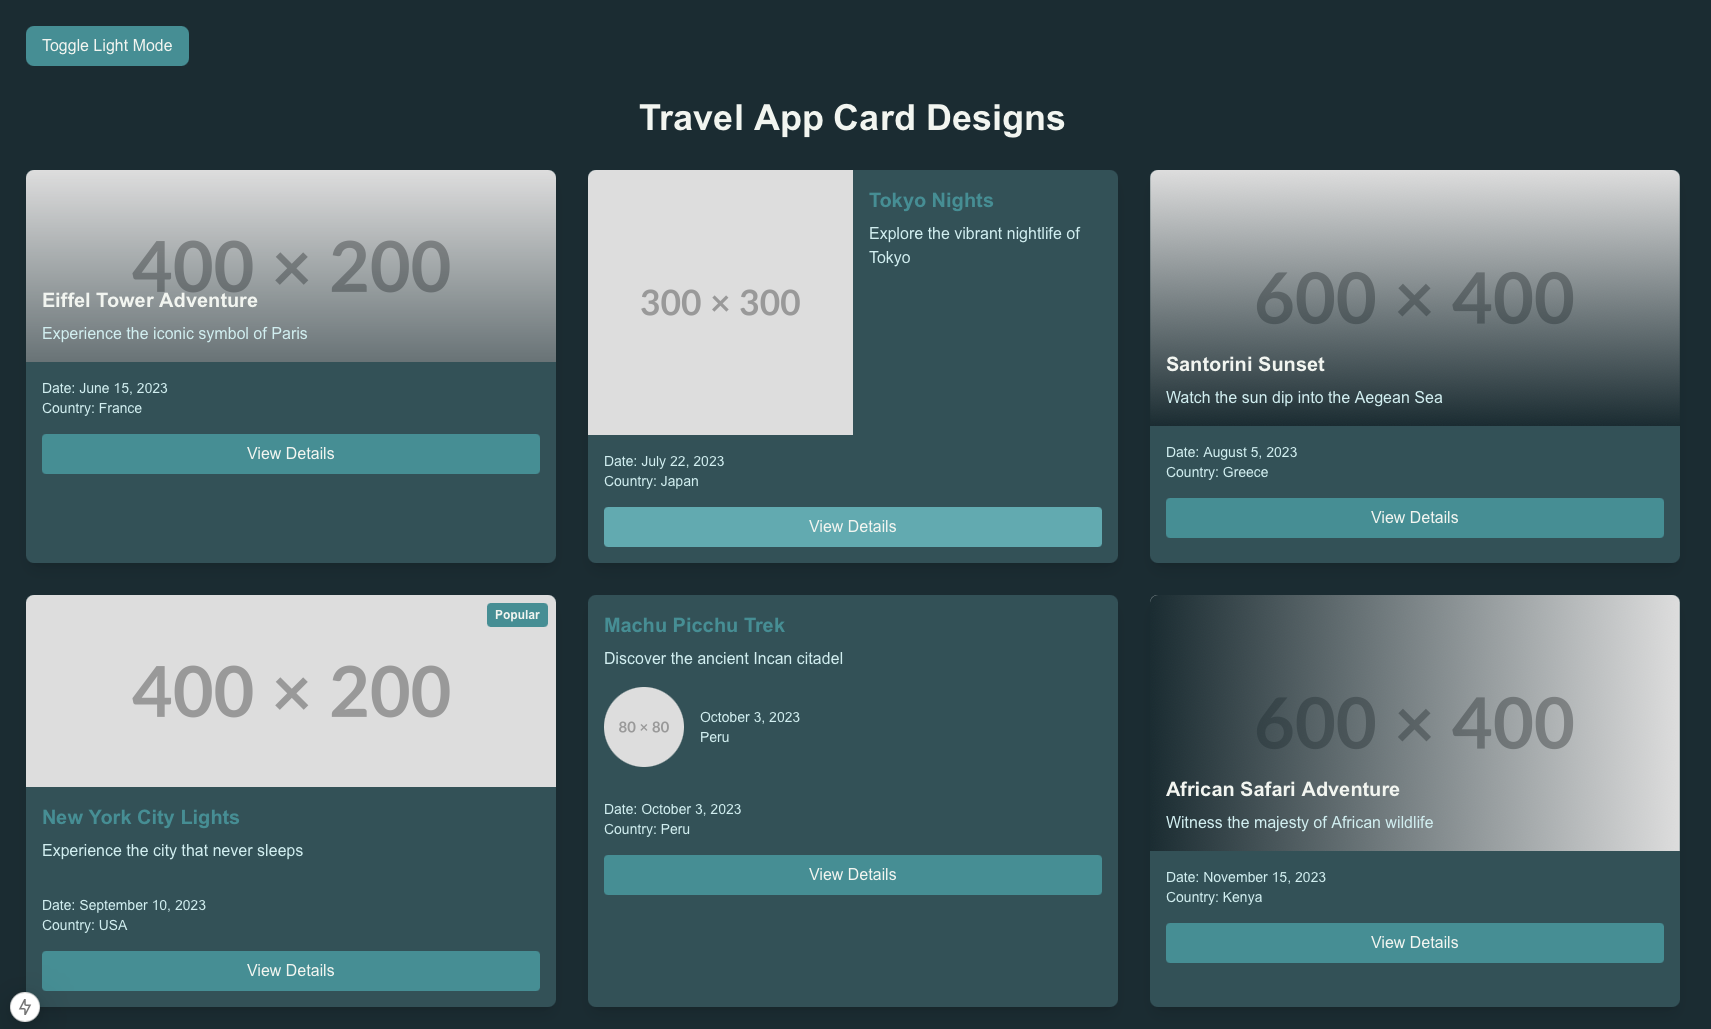 Toggle Light Mode
Travel App Card Designs
400 × 200
Eiffel Tower Adventure
Experience the iconic symbol of Paris
Date: June 15, 2023
Country: France
View Details
300 × 300
Tokyo Nights
Explore the vibrant nightlife of
Tokyo
Date: July 22, 2023
Country: Japan
View Details
600 × 400
Santorini Sunset
Watch the sun dip into the Aegean Sea
Date: August 5, 2023
Country: Greece
View Details
Popular
400 × 200
New York City Lights
Experience the city that never sleeps
Date: September 10, 2023
Country: USA
View Details
Machu Picchu Trek
Discover the ancient Incan citadel
80 × 80
October 3, 2023
Peru
Date: October 3, 2023
Country: Peru
View Details
600 × 400
African Safari Adventure
Witness the majesty of African wildlife
Date: November 15, 2023
Country: Kenya
View Details